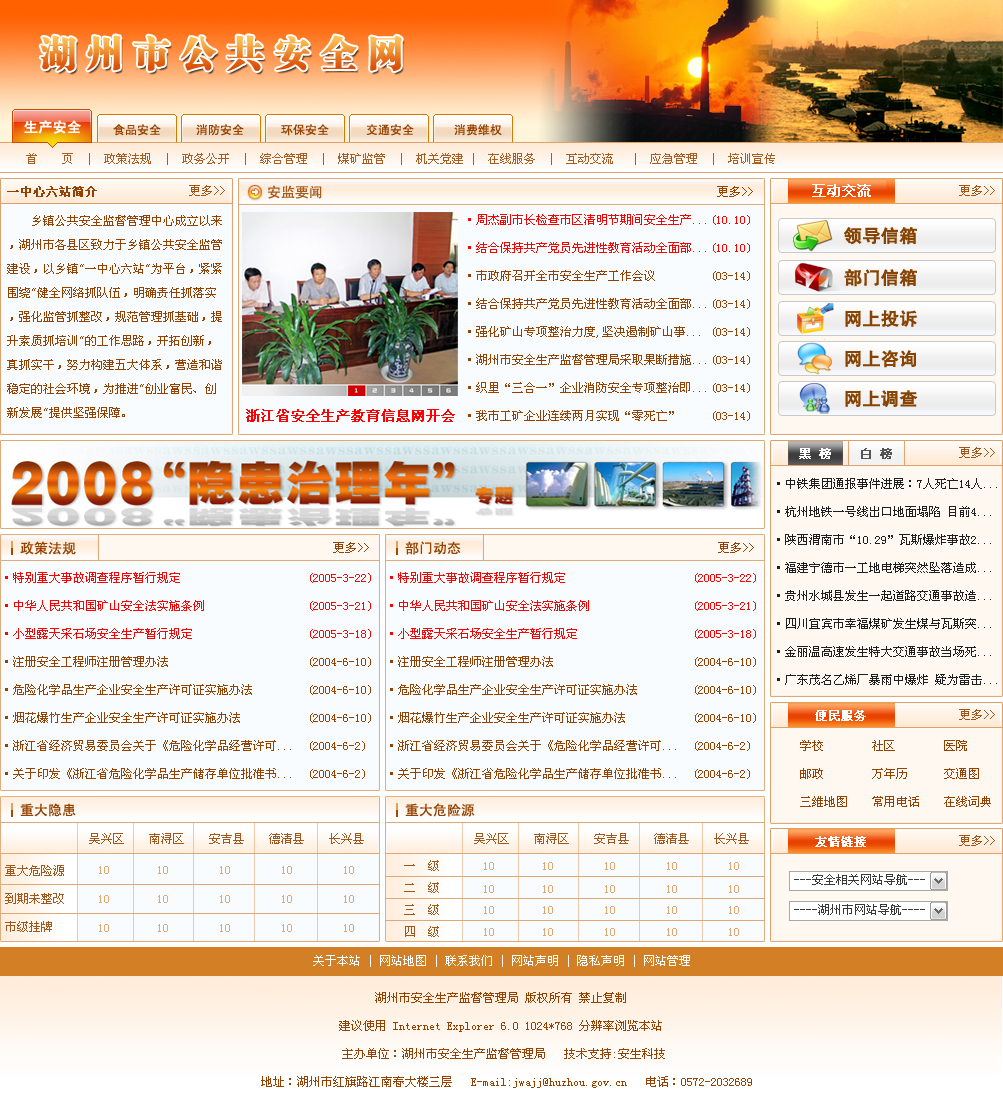 湖州市公共安全网
生产安全 食品安全 消防安全 环保安全 交通安全 消费维权
首 页 | 政策法规 | 政务公开 | 综合管理 | 煤矿监管 | 机关党建 | 在线服务 | 互动交流 | 应急管理 | 培训宣传
一中心六站简介 更多>>
乡镇公共安全监督管理中心成立以来
，湖州市各县区致力于乡镇公共安全监管
建设，以乡镇“一中心六站”为平台，紧紧
围绕“健全网络抓队伍，明确责任抓落实
，强化监管抓整改，规范管理抓基础，提
升素质抓培训”的工作思路，开拓创新，
真抓实干，努力构建五大体系，营造和谐
稳定的社会环境，为推进“创业富民、创
新发展”提供坚强保障。
安监要闻 更多>>
1 2 3 4 5 6
浙江省安全生产教育信息网开会
周杰副市长检查市区清明节期间安全生产... (10.10)
结合保持共产党员先进性教育活动全面部... (10.10)
市政府召开全市安全生产工作会议 (03-14)
结合保持共产党员先进性教育活动全面部... (03-14)
强化矿山专项整治力度,坚决遏制矿山事... (03-14)
湖州市安全生产监督管理局采取果断措施... (03-14)
织里“三合一”企业消防安全专项整治即... (03-14)
我市工矿企业连续两月实现“零死亡” (03-14)
互动交流 更多>>
领导信箱
部门信箱
网上投诉
网上咨询
网上调查
2008“隐患治理年”专题
黑 榜 白 榜 更多>>
中铁集团通报事件进展：7人死亡14人...
杭州地铁一号线出口地面塌陷 目前4...
陕西渭南市“10.29”瓦斯爆炸事故2...
福建宁德市一工地电梯突然坠落造成...
贵州水城县发生一起道路交通事故造...
四川宜宾市幸福煤矿发生煤与瓦斯突...
金丽温高速发生特大交通事故当场死...
广东茂名乙烯厂暴雨中爆炸 疑为雷击...
政策法规 更多>>
特别重大事故调查程序暂行规定 (2005-3-22)
中华人民共和国矿山安全法实施条例 (2005-3-21)
小型露天采石场安全生产暂行规定 (2005-3-18)
注册安全工程师注册管理办法 (2004-6-10)
危险化学品生产企业安全生产许可证实施办法 (2004-6-10)
烟花爆竹生产企业安全生产许可证实施办法 (2004-6-10)
浙江省经济贸易委员会关于《危险化学品经营许可... (2004-6-2)
关于印发《浙江省危险化学品生产储存单位批准书... (2004-6-2)
部门动态 更多>>
特别重大事故调查程序暂行规定 (2005-3-22)
中华人民共和国矿山安全法实施条例 (2005-3-21)
小型露天采石场安全生产暂行规定 (2005-3-18)
注册安全工程师注册管理办法 (2004-6-10)
危险化学品生产企业安全生产许可证实施办法 (2004-6-10)
烟花爆竹生产企业安全生产许可证实施办法 (2004-6-10)
浙江省经济贸易委员会关于《危险化学品经营许可... (2004-6-2)
关于印发《浙江省危险化学品生产储存单位批准书... (2004-6-2)
便民服务 更多>>
学校 社区 医院
邮政 万年历 交通图
三维地图 常用电话 在线词典
重大隐患
吴兴区 南浔区 安吉县 德清县 长兴县
重大危险源 10 10 10 10 10
到期未整改 10 10 10 10 10
市级挂牌 10 10 10 10 10
重大危险源
吴兴区 南浔区 安吉县 德清县 长兴县
一 级 10 10 10 10 10
二 级 10 10 10 10 10
三 级 10 10 10 10 10
四 级 10 10 10 10 10
友情链接 更多>>
---安全相关网站导航---
----湖州市网站导航----
关于本站 | 网站地图 | 联系我们 | 网站声明 | 隐私声明 | 网站管理
湖州市安全生产监督管理局 版权所有 禁止复制
建议使用 Internet Explorer 6.0 1024*768 分辨率浏览本站
主办单位：湖州市安全生产监督管理局 技术支持:安生科技
地址：湖州市红旗路江南春大楼三层 E-mail:jwajj@huzhou.gov.cn 电话：0572-2032689